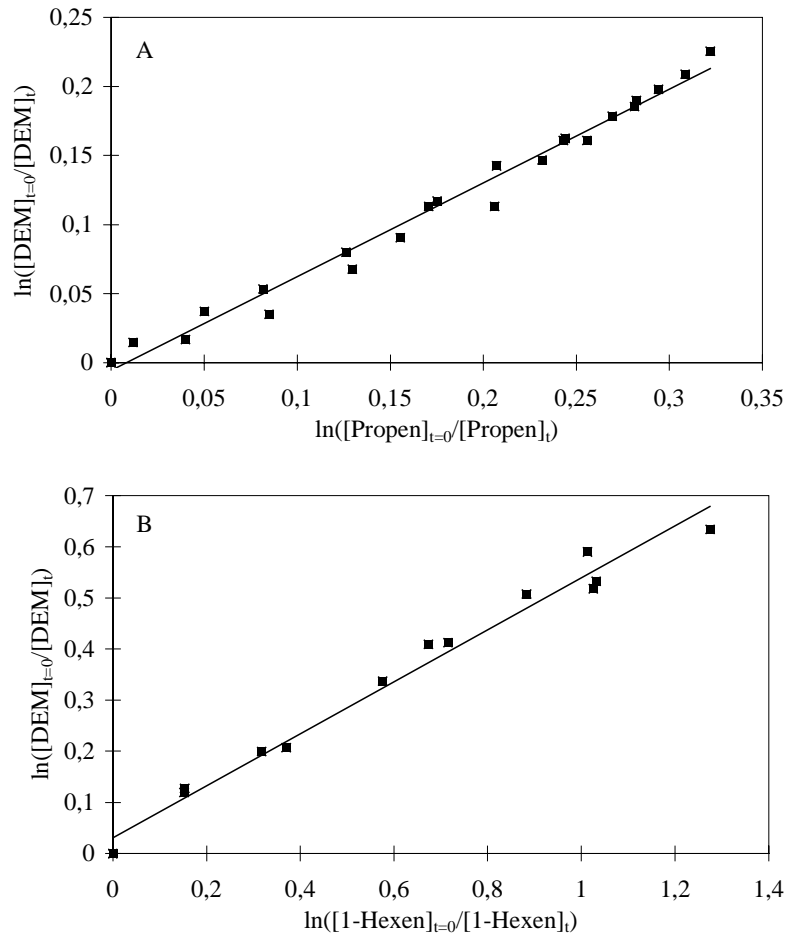 A
0,25
0,2
0,15
0,1
0,05
0
ln([DEM]t=0/[DEM]t)
0 0,05 0,1 0,15 0,2 0,25 0,3 0,35
ln([Propen]t=0/[Propen]t)
B
0,7
0,6
0,5
0,4
0,3
0,2
0,1
0
ln([DEM]t=0/[DEM]t)
0 0,2 0,4 0,6 0,8 1 1,2 1,4
ln([1-Hexen]t=0/[1-Hexen]t)